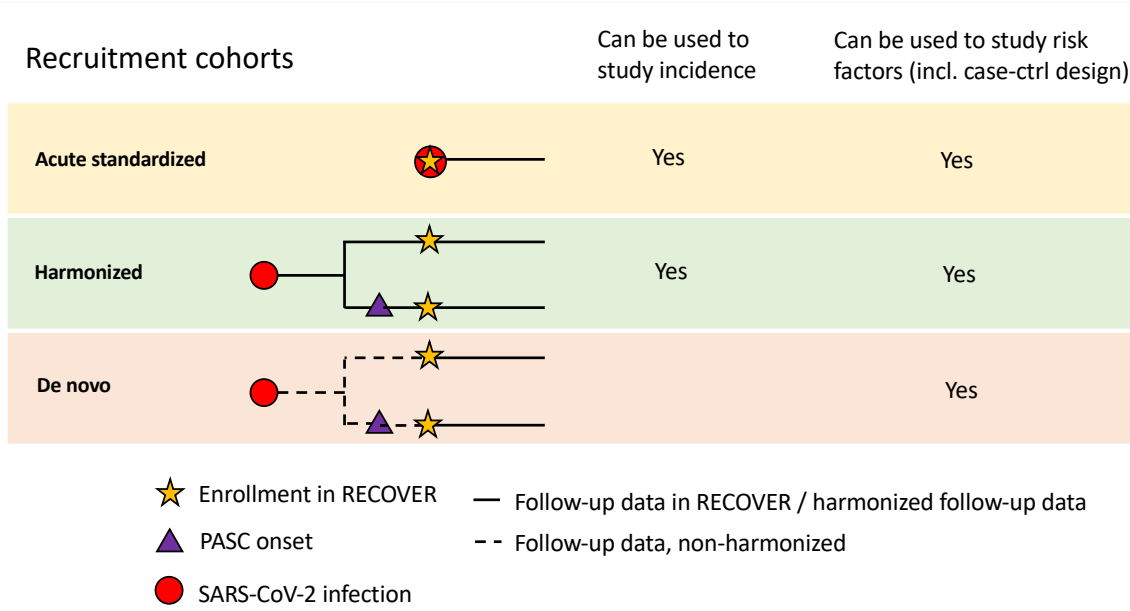 Recruitment cohorts
Can be used to
study incidence
Can be used to study risk
factors (incl. case-ctrl design)
Acute standardized
Yes
Yes
Harmonized
Yes
Yes
De novo
Yes
Enrollment in RECOVER
Follow-up data in RECOVER / harmonized follow-up data
PASC onset
Follow-up data, non-harmonized
SARS-CoV-2 infection